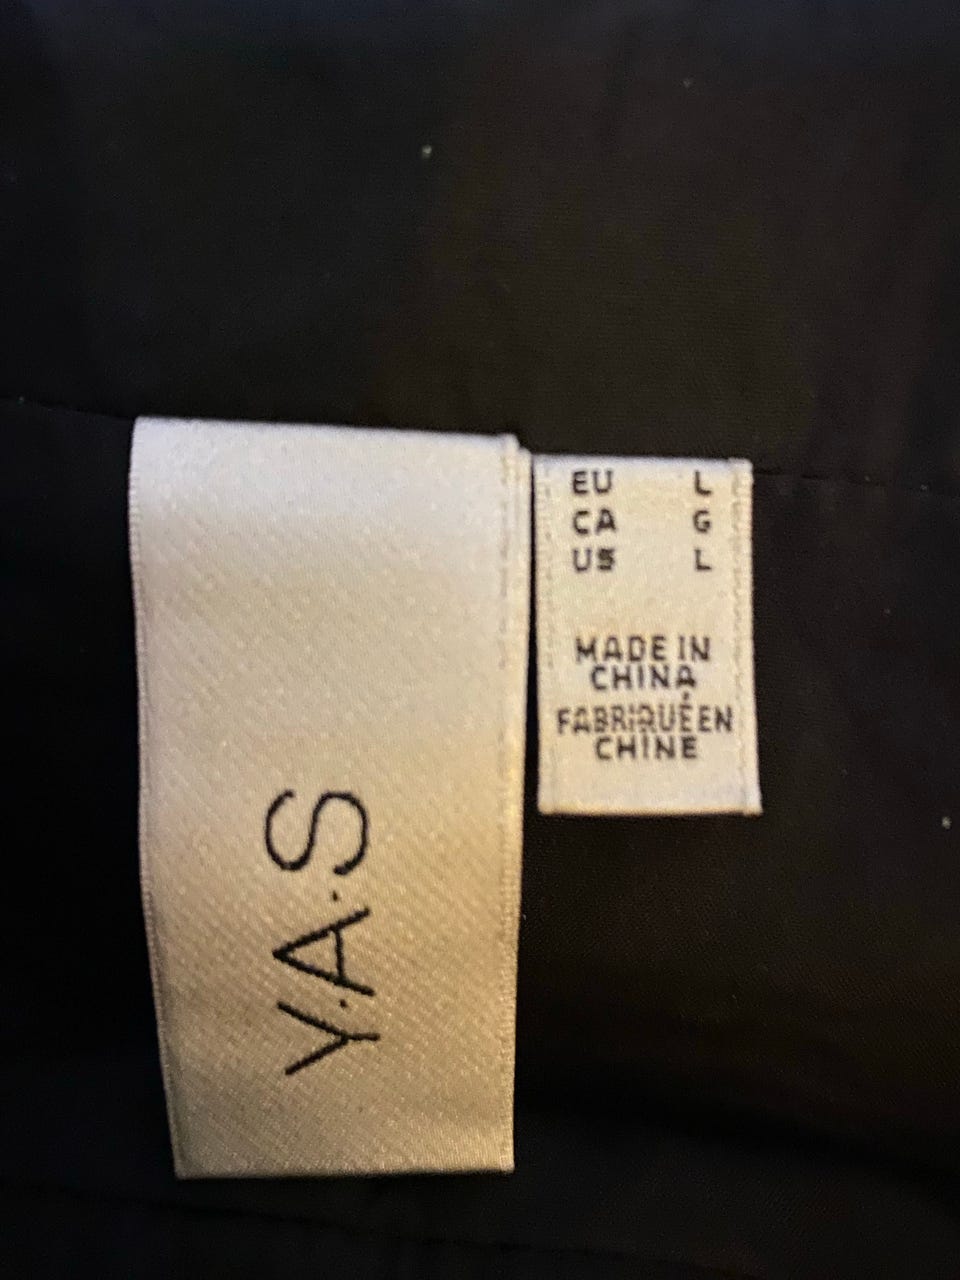 Y.A.S
EU L
CA G
US L
MADE IN
CHINA
FABRIQUÉ EN
CHINE